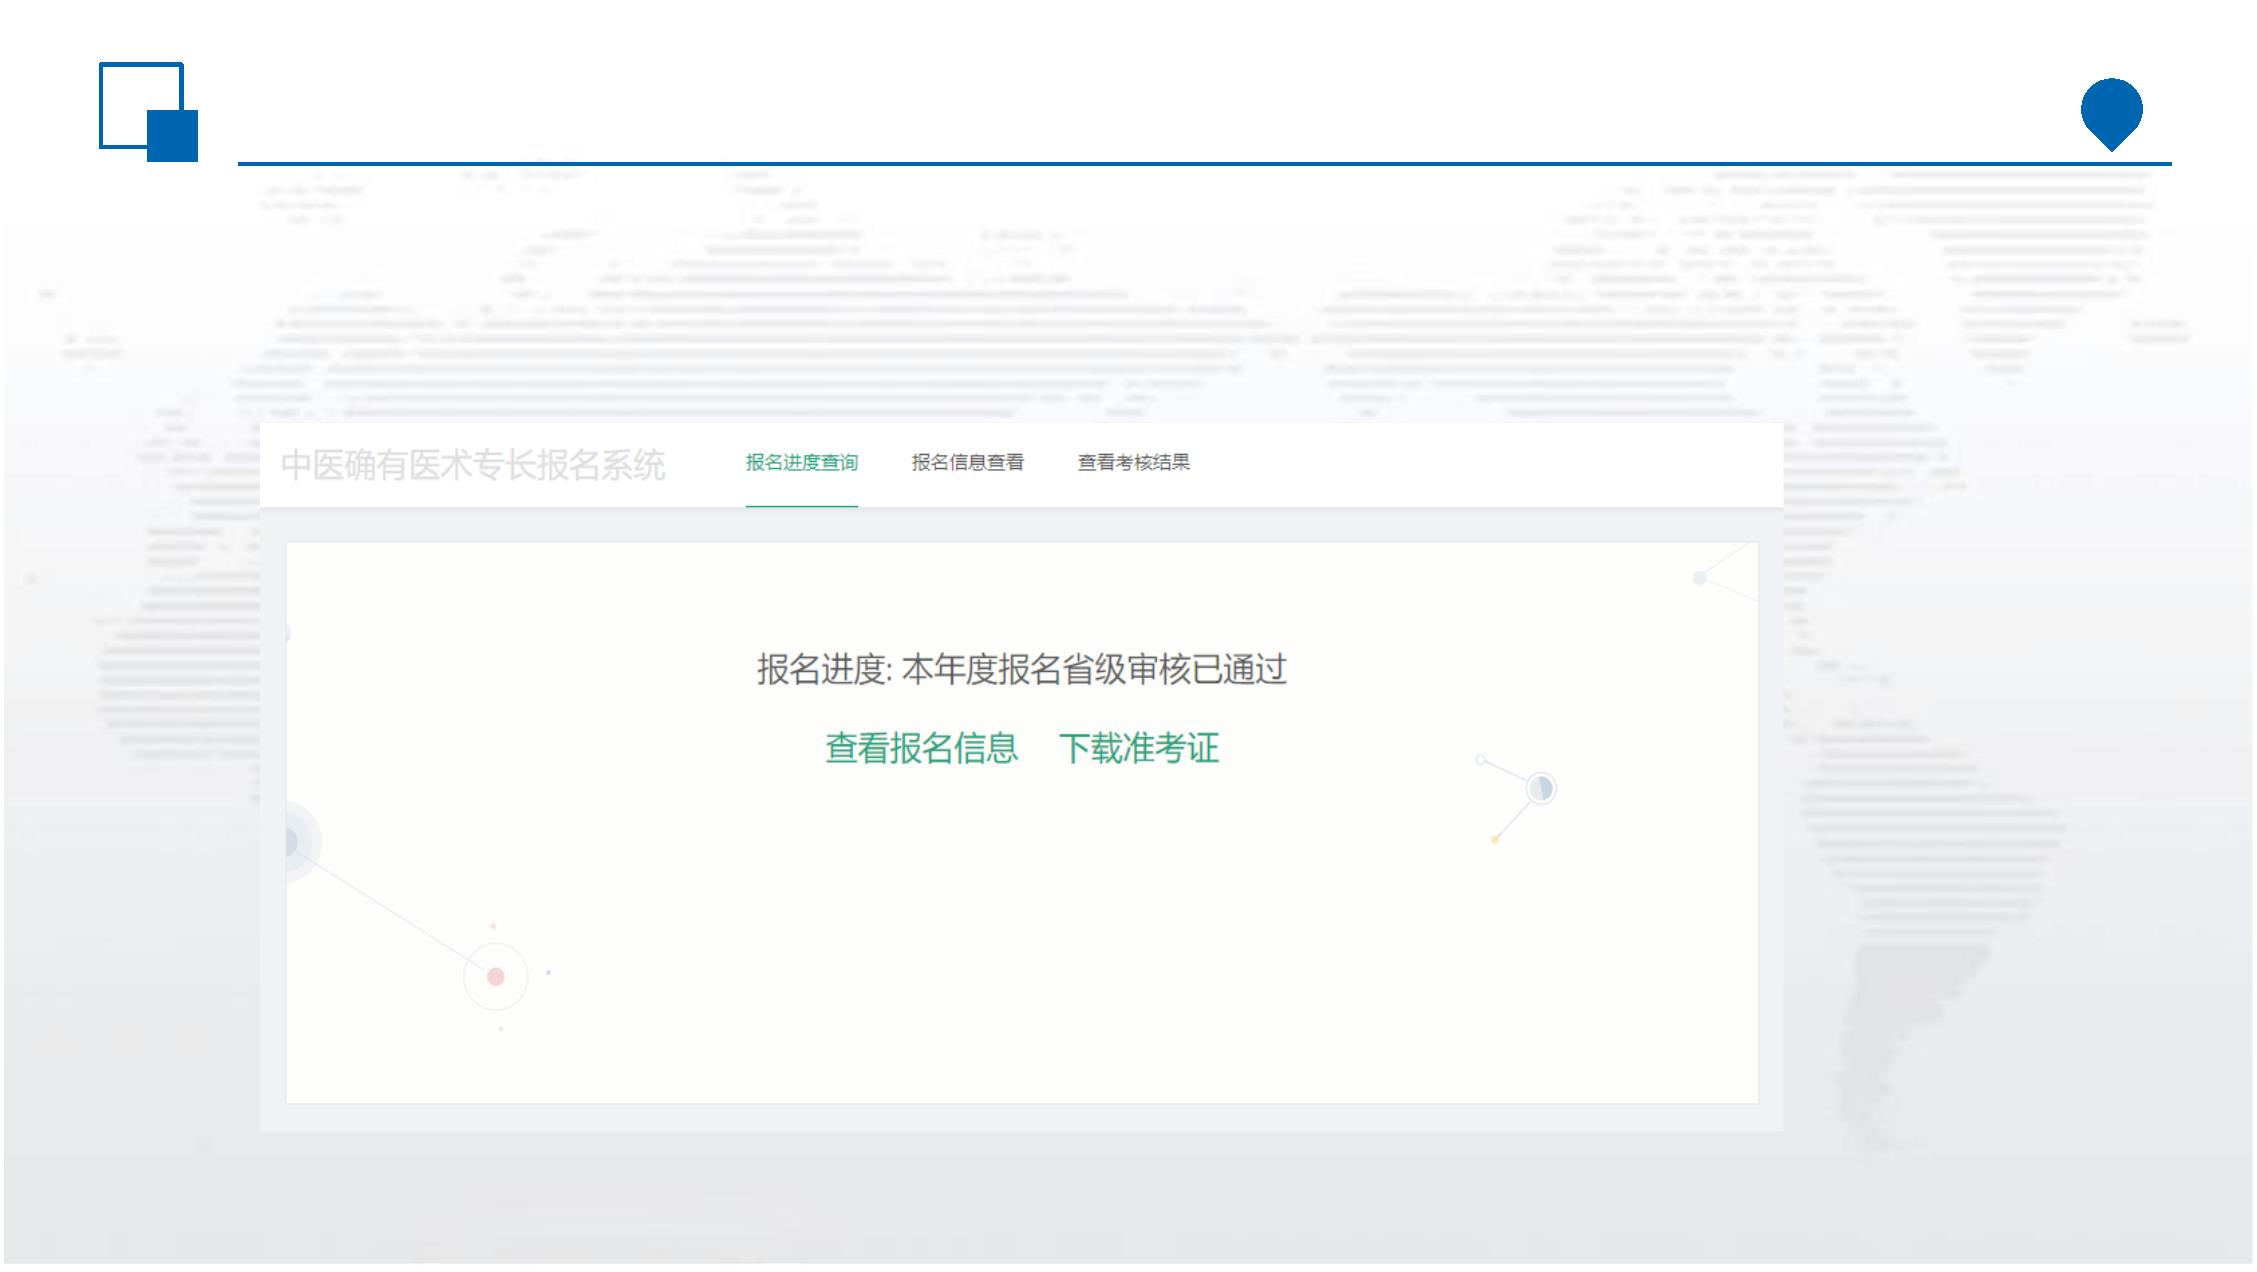 中医确有医术专长报名系统 报名进度查询 报名信息查看 查看考核结果
报名进度: 本年度报名省级审核已通过
查看报名信息 下载准考证